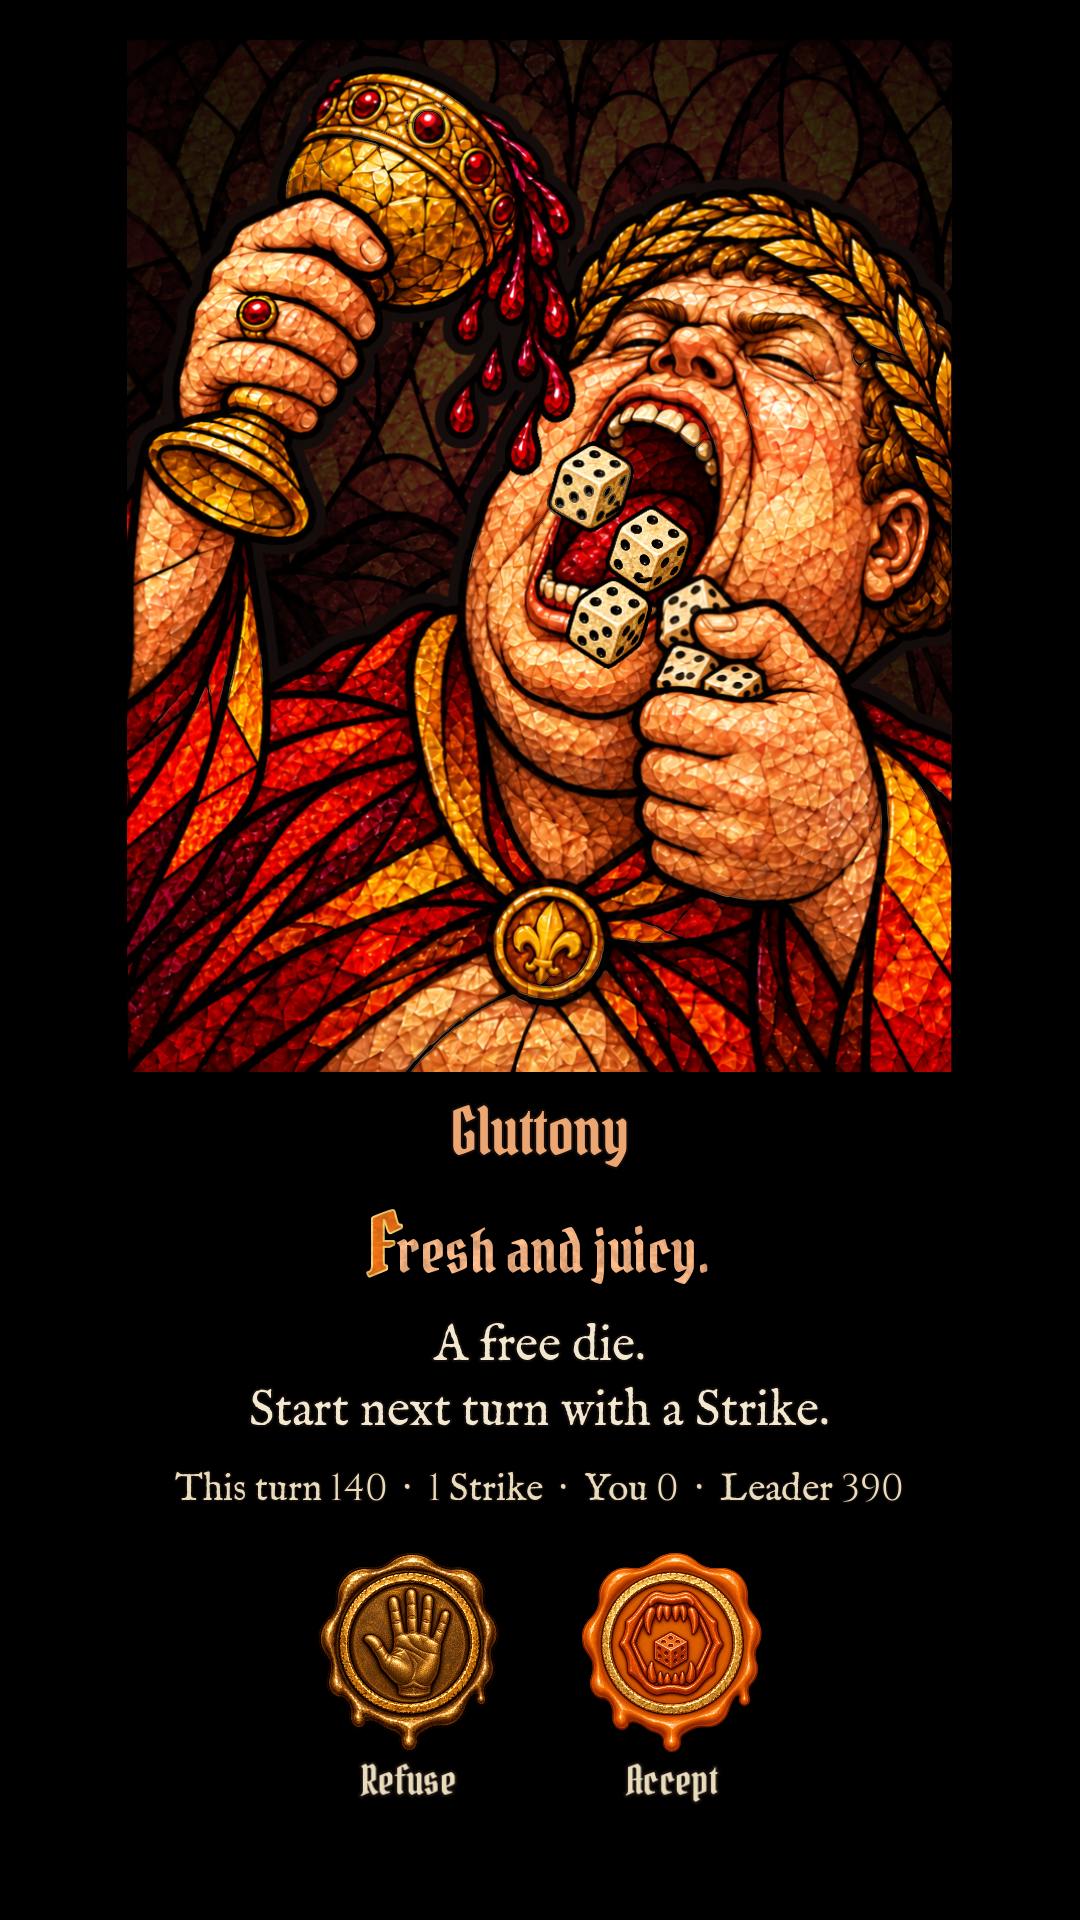 Gluttony
Fresh and juicy.
A free die.
Start next turn with a Strike.
This turn 140 · 1 Strike · You 0 · Leader 390
Refuse
Accept